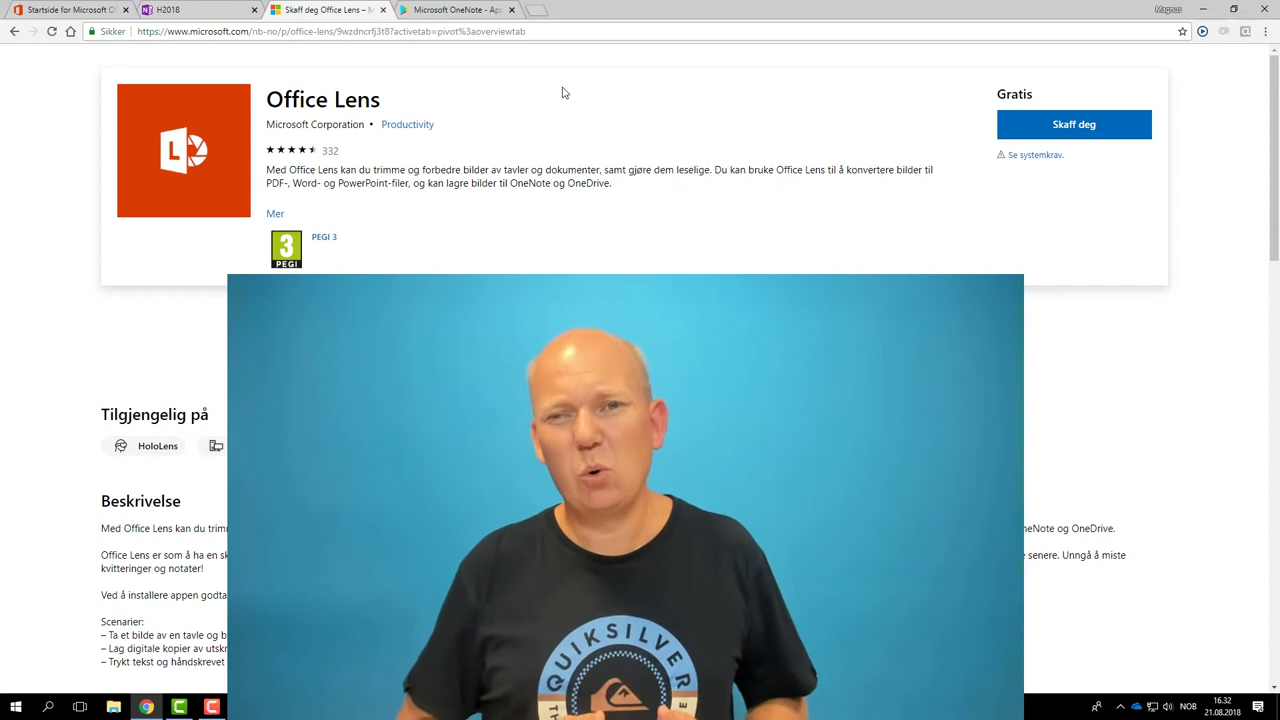 Startside for Microsoft O
H2018
Skaff deg Office Lens – M
Microsoft OneNote - App
Magnus
Sikker
https://www.microsoft.com/nb-no/p/office-lens/9wzdncrfj3t8?activetab=pivot%3aoverviewtab
Office Lens
Microsoft Corporation • Productivity
332
Med Office Lens kan du trimme og forbedre bilder av tavler og dokumenter, samt gjøre dem leselige. Du kan bruke Office Lens til å konvertere bilder til
PDF-, Word- og PowerPoint-filer, og kan lagre bilder til OneNote og OneDrive.
Mer
3
PEGI
PEGI 3
Gratis
Skaff deg
Se systemkrav.
L
Tilgjengelig på
HoloLens
Beskrivelse
Med Office Lens kan du trimm
neNote og OneDrive.
Office Lens er som å ha en sk
e senere. Unngå å miste
kvitteringer og notater!
Ved å installere appen godta
Scenarier:
– Ta et bilde av en tavle og b
– Lag digitale kopier av utskr
– Trykt tekst og håndskrevet
QUIKSILVER
NOB
16.32
21.08.2018